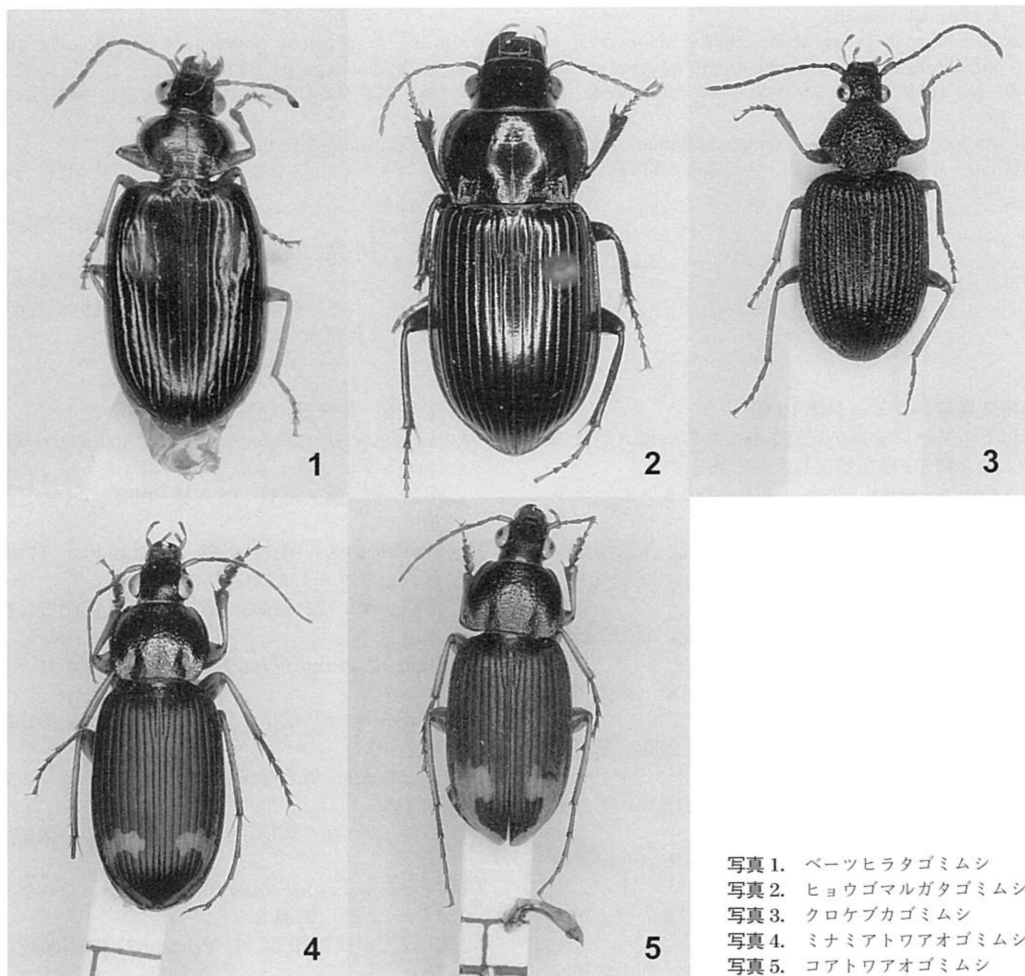 1
2
3
4
5
写真 1. ベーツヒラタゴミムシ
写真 2. ヒョウゴマルガタゴミムシ
写真 3. クロケブカゴミムシ
写真 4. ミナミアトワアオゴミムシ
写真 5. コアトワアオゴミムシ